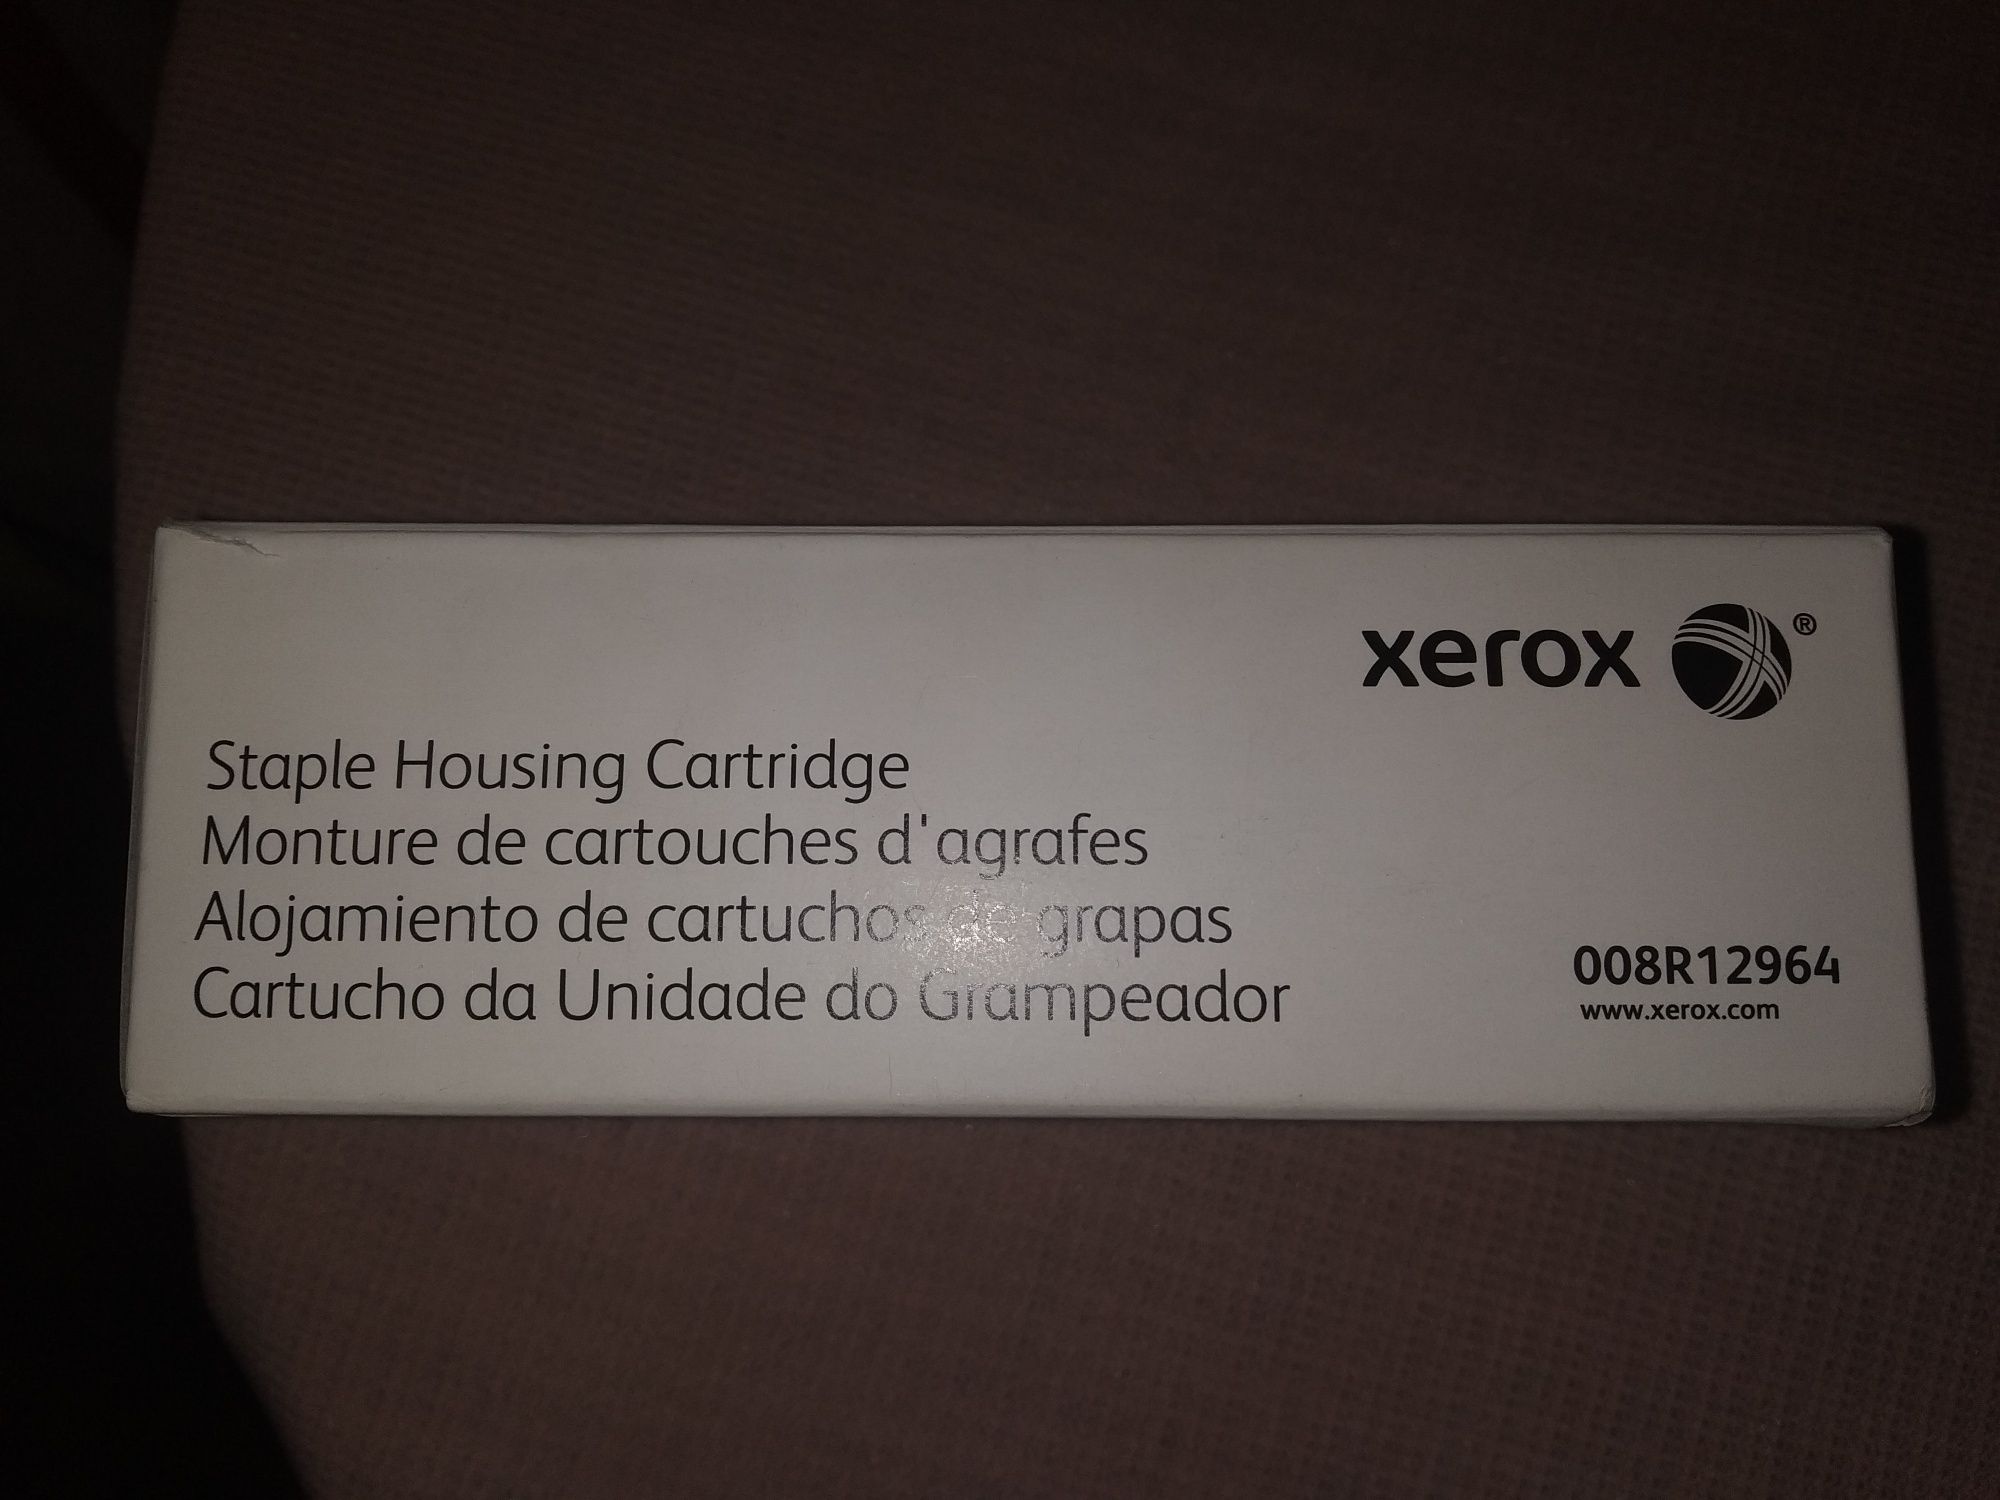 xerox ®
Staple Housing Cartridge
Monture de cartouches d'agrafes
Alojamiento de cartuchos de grapas
Cartucho da Unidade do Grampeador
008R12964
www.xerox.com